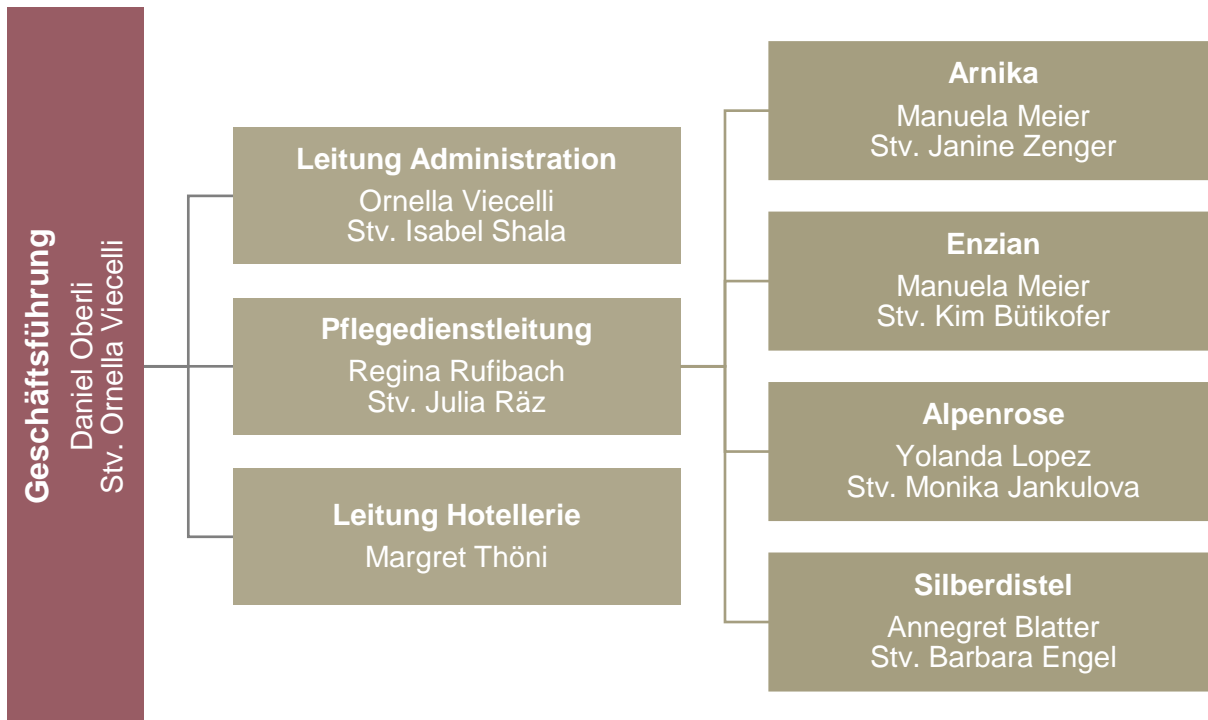 Geschäftsführung
Daniel Oberli
Stv. Ornella Viecelli
Leitung Administration
Ornella Viecelli
Stv. Isabel Shala
Pflegedienstleitung
Regina Rufibach
Stv. Julia Räz
Leitung Hotellerie
Margret Thöni
Arnika
Manuela Meier
Stv. Janine Zenger
Enzian
Manuela Meier
Stv. Kim Bütikofer
Alpenrose
Yolanda Lopez
Stv. Monika Jankulova
Silberdistel
Annegret Blatter
Stv. Barbara Engel